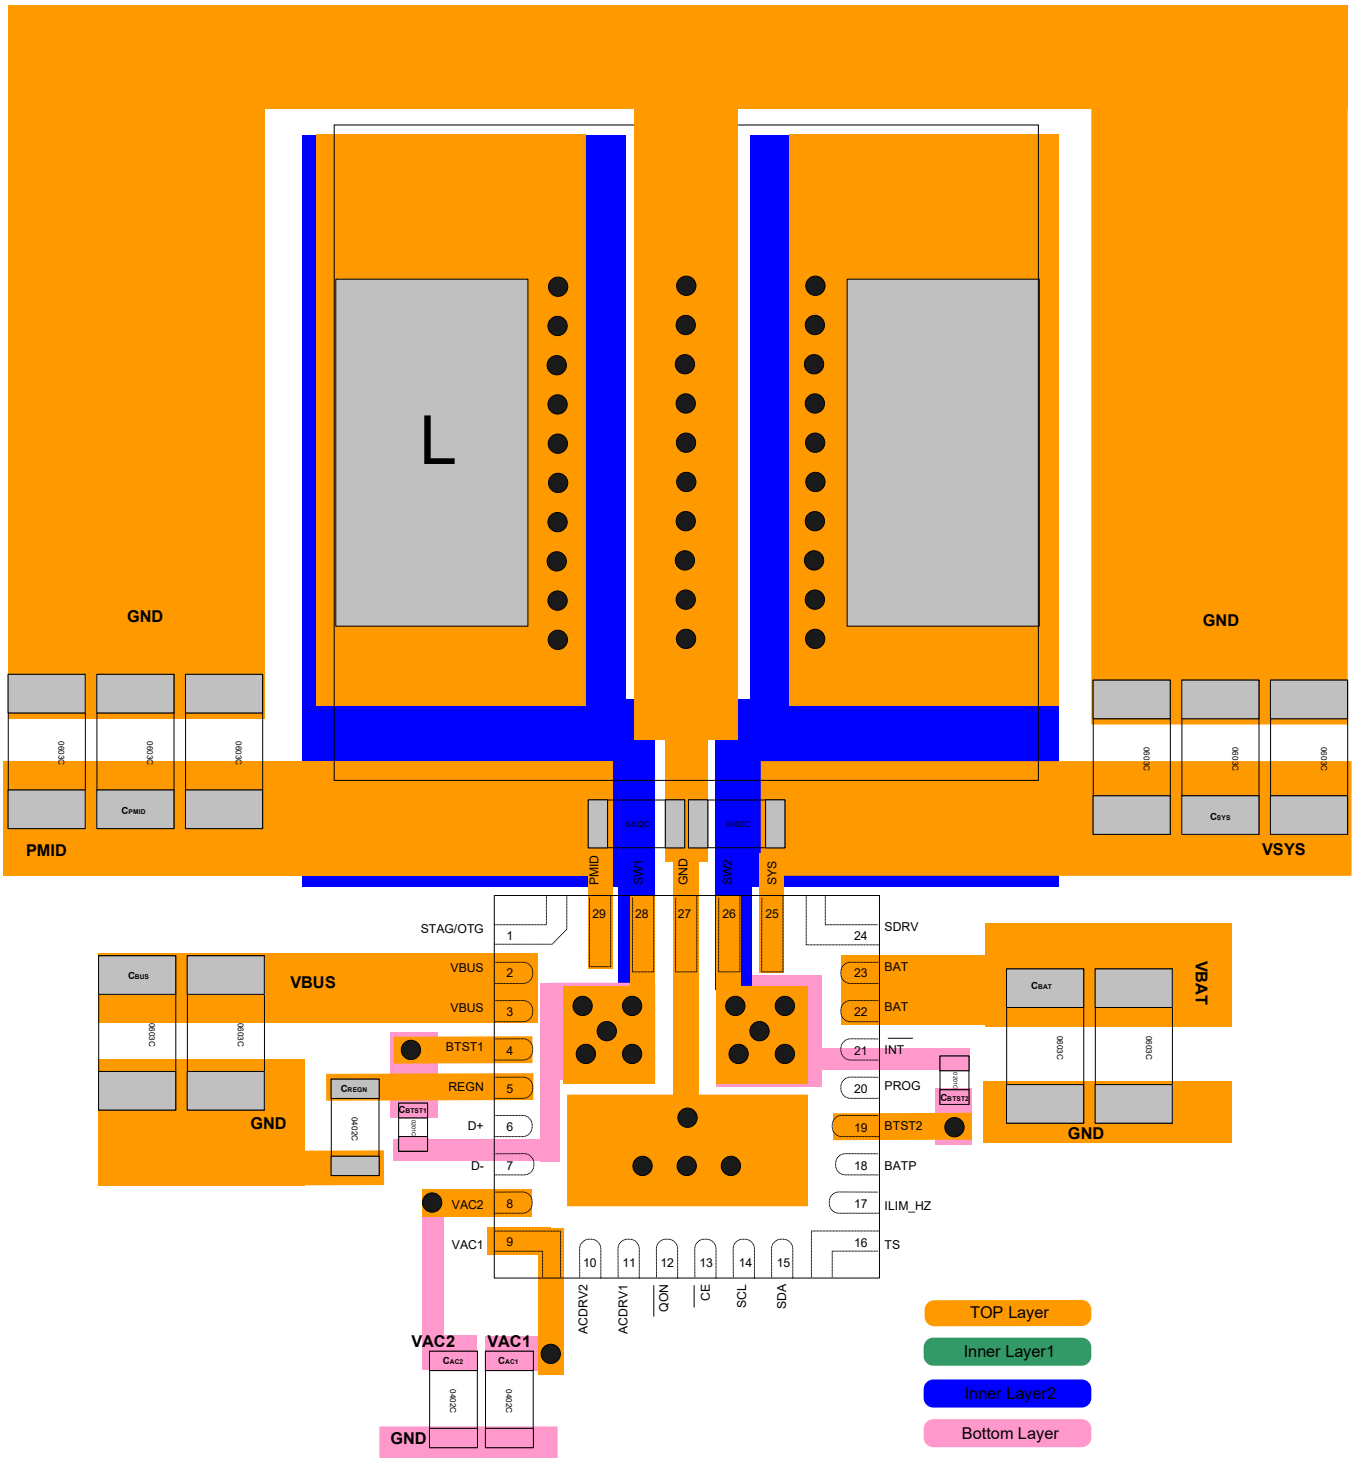 L
GND
GND
0603C
0603C
0603C
0603C
0603C
0603C
CPMID
CSYS
0402C
0402C
PMID
VSYS
PMID
SW1
GND
SW2
SYS
29
28
27
26
25
STAG/OTG
1
24
SDRV
CBUS
VBUS
VBUS
2
23
BAT
CBAT
VBAT
VBUS
3
22
BAT
0603C
0603C
0603C
0603C
BTST1
4
21
INT
CREGN
REGN
5
20
PROG
0201C
CBTST2
CBTST1
0402C
0201C
GND
D+
6
19
BTST2
GND
D-
7
18
BATP
VAC2
8
17
ILIM_HZ
VAC1
9
16
TS
10
11
12
13
14
15
ACDRV2
ACDRV1
QON
CE
SCL
SDA
VAC2
VAC1
CAC2
CAC1
0402C
0402C
GND
TOP Layer
Inner Layer1
Inner Layer2
Bottom Layer